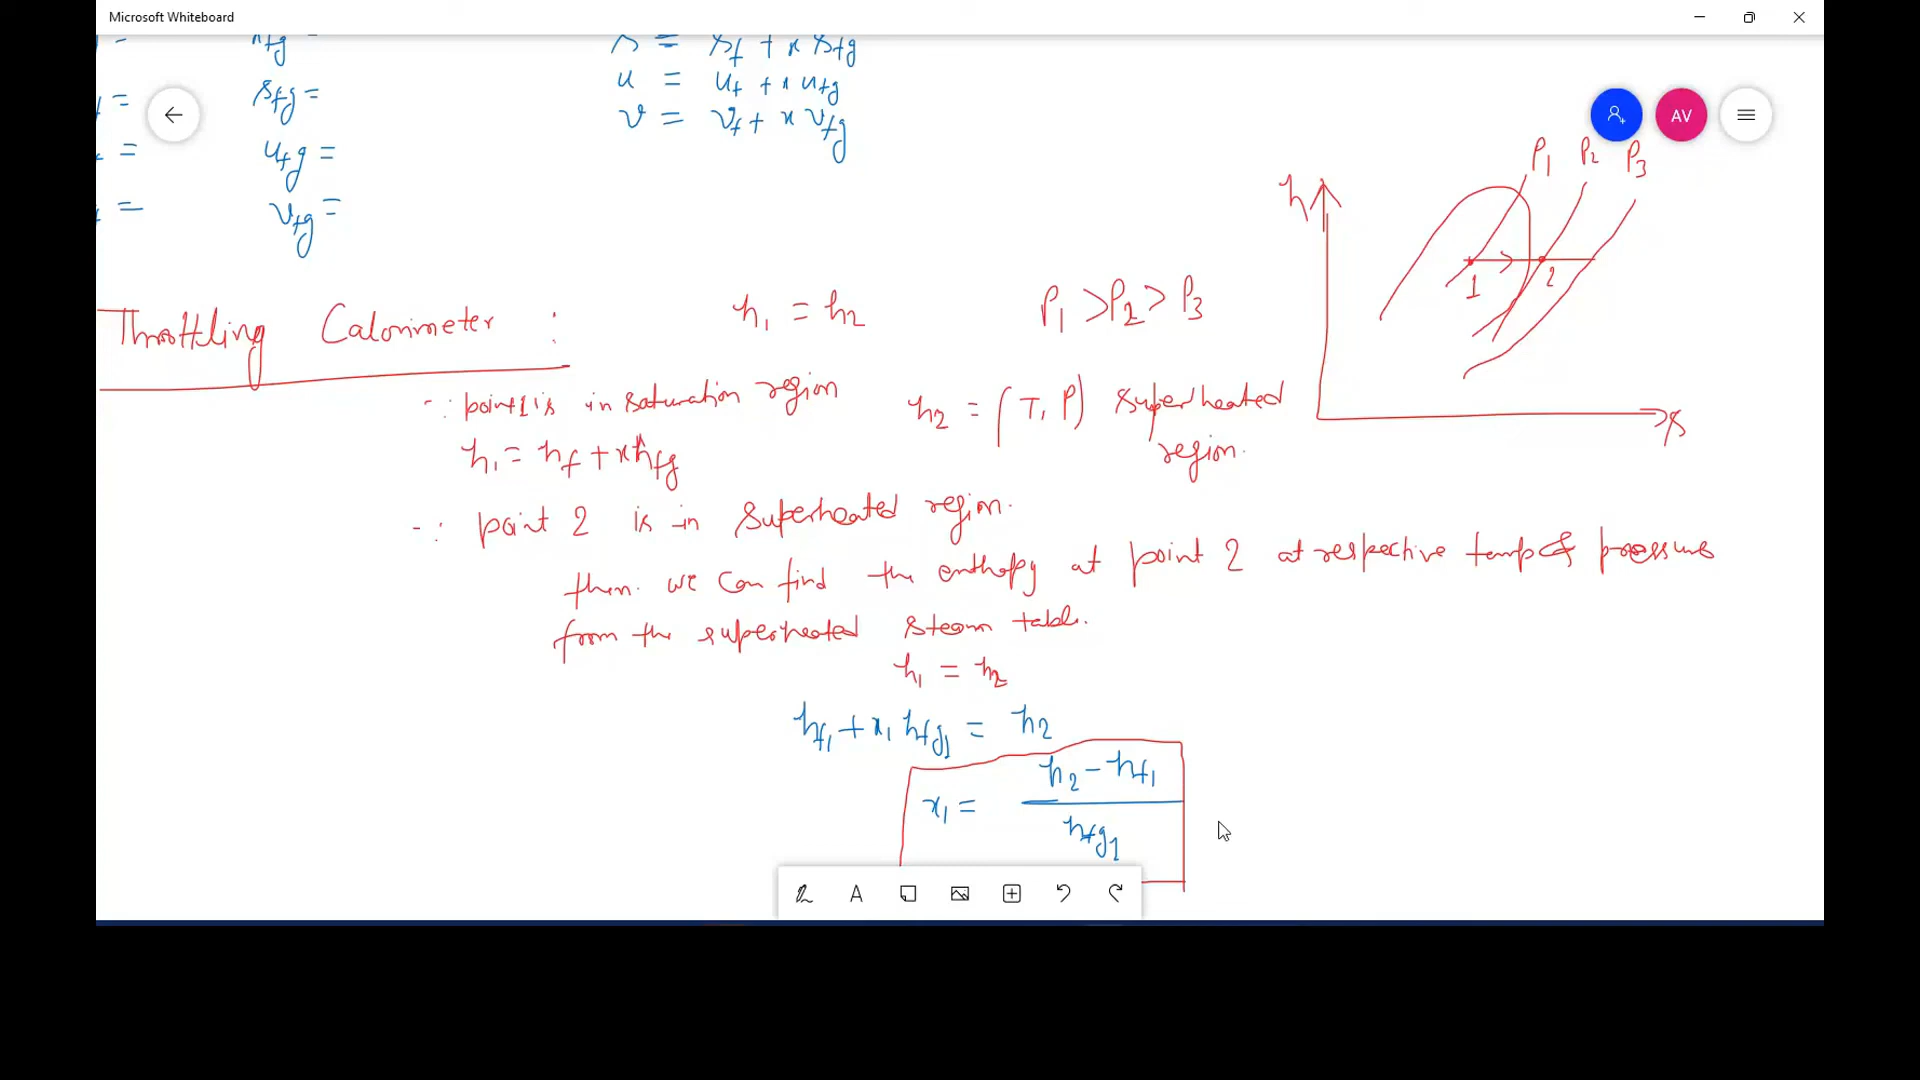 Microsoft Whiteboard
hfg =
s = sf + x sfg
sfg =
u = uf + x ufg
v = vf + x vfg
AV
ufg =
vfg =
h
P1 P2 P3
1 2
s
Throttling Calorimeter :
h1 = h2
P1 > P2 > P3
∵ point 1 is in saturation region
h2 = (T, P) superheated
region.
h1 = hf + x hfg
∵ point 2 is in superheated region.
then we can find the enthalpy at point 2 at respective temp & pressure
from the superheated steam table.
h1 = h2
hf1 + x1 hfg1 = h2
x1 = h2 - hf1
hfg1
A